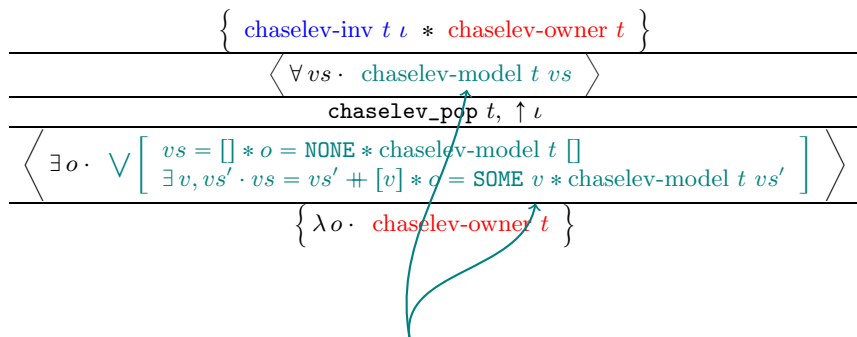 { chaselev-inv t ι * chaselev-owner t }
⟨ ∀ vs · chaselev-model t vs ⟩
chaselev_pop t, ↑ ι
⟨ ∃ o · ⋁ [ vs = [] * o = NONE * chaselev-model t []
∃ v, vs′ · vs = vs′ ++ [v] * o = SOME v * chaselev-model t vs′ ] ⟩
{ λ o · chaselev-owner t }